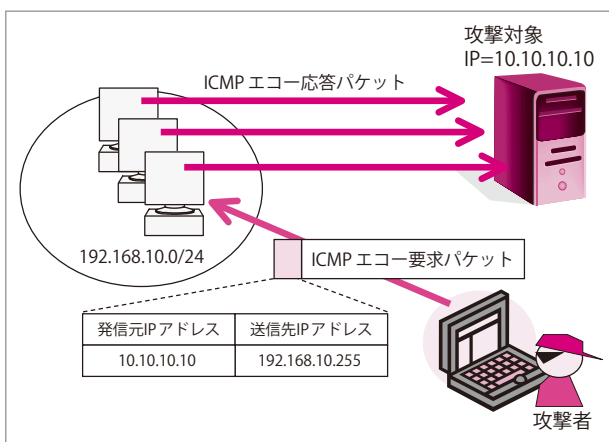 攻撃対象
IP=10.10.10.10
ICMP エコー応答パケット
192.168.10.0/24
ICMP エコー要求パケット
発信元IPアドレス 送信先IPアドレス
10.10.10.10 192.168.10.255
攻撃者